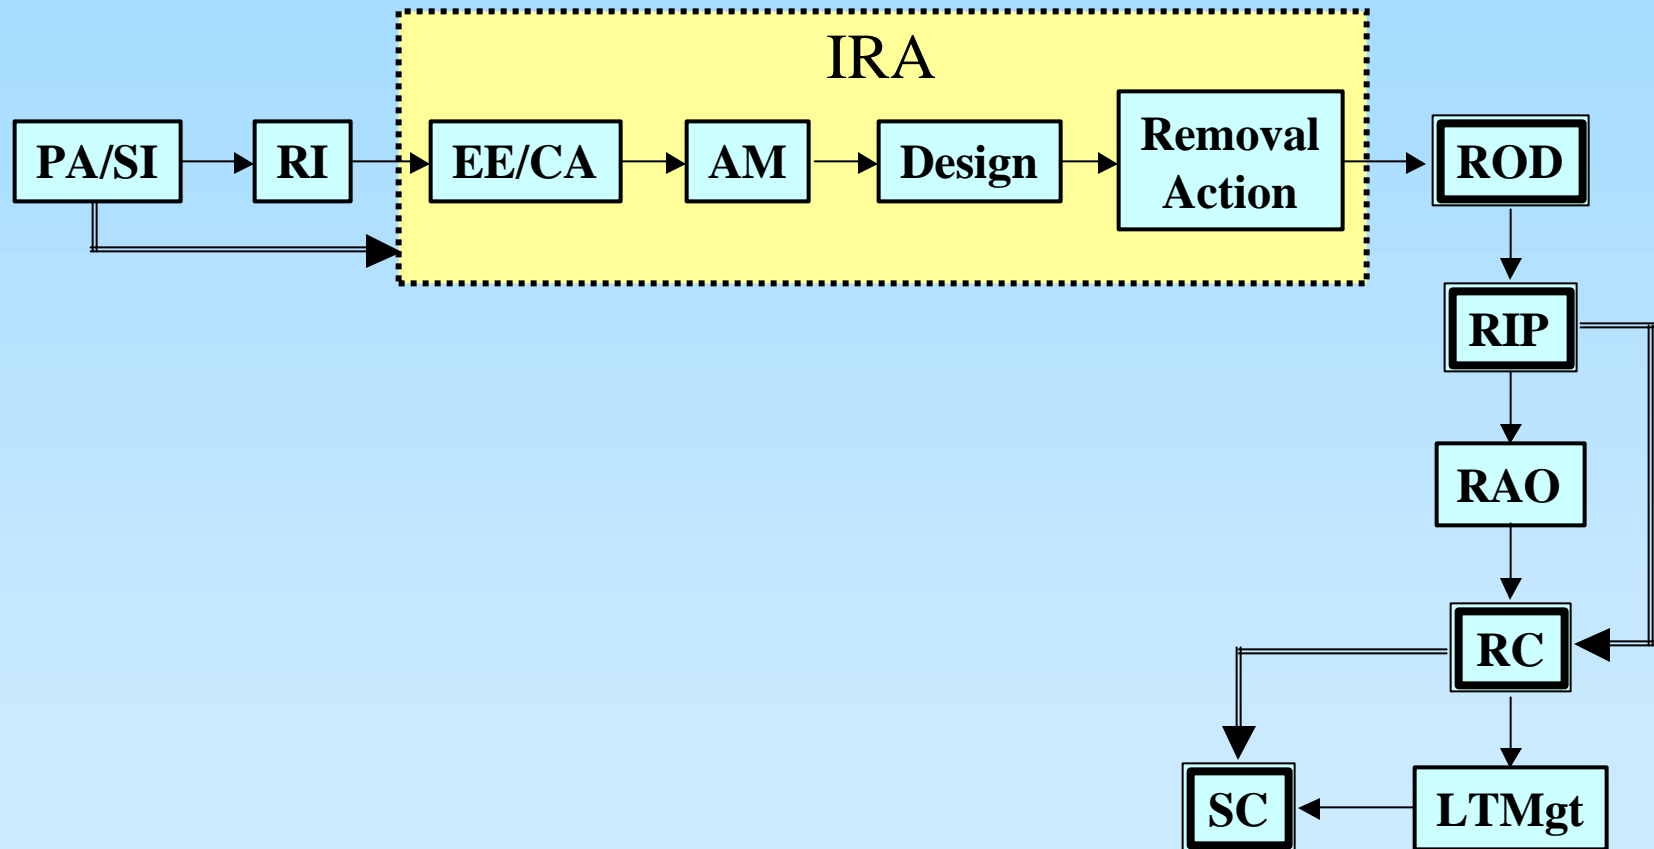 IRA
PA/SI
RI
EE/CA
AM
Design
Removal
Action
ROD
RIP
RAO
RC
SC
LTMgt